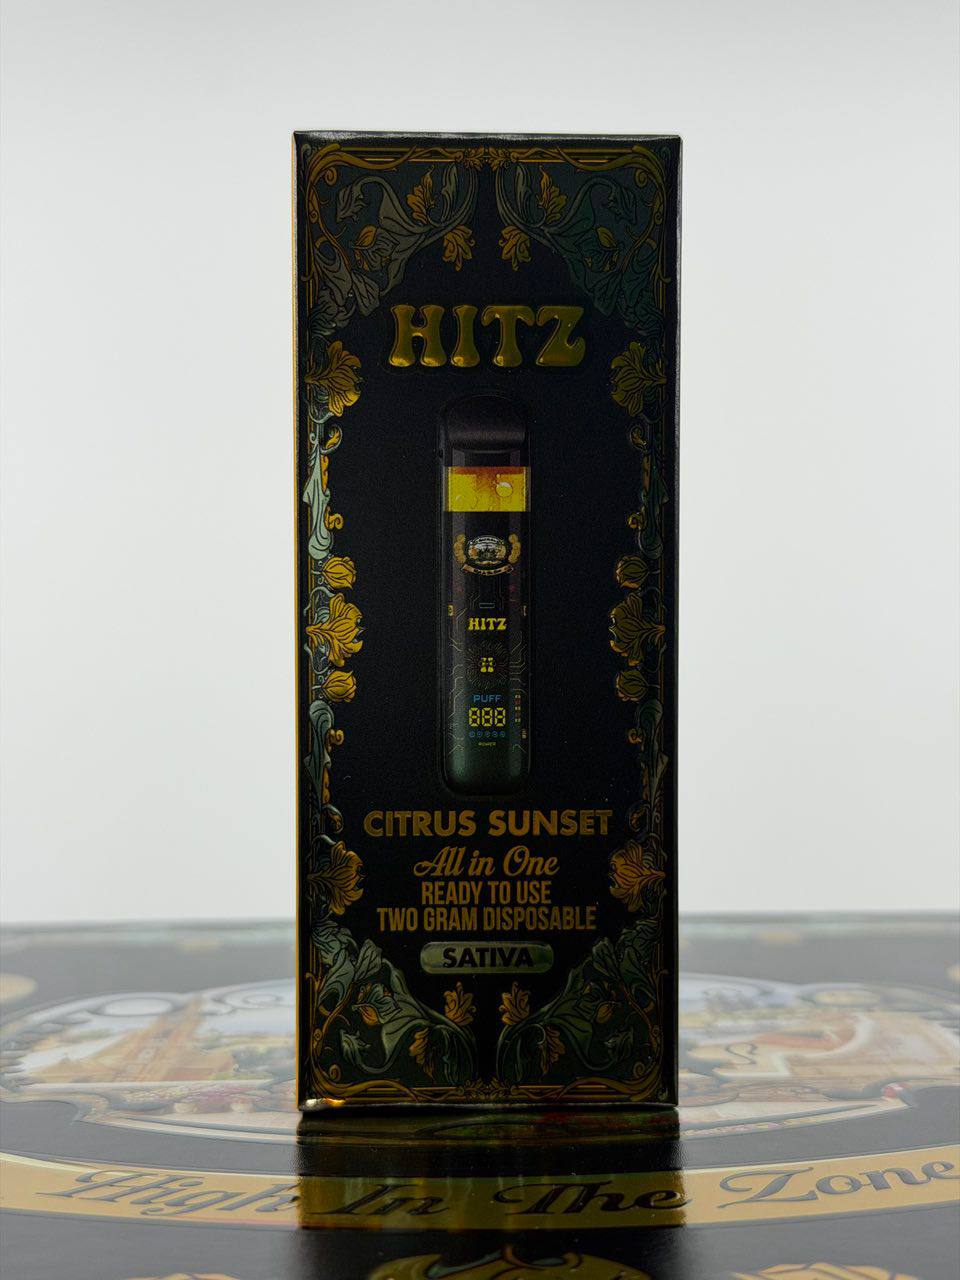 HITZ
HITZ
PUFF
888
POWER
CITRUS SUNSET
All in One
READY TO USE
TWO GRAM DISPOSABLE
SATIVA
High In The Zone